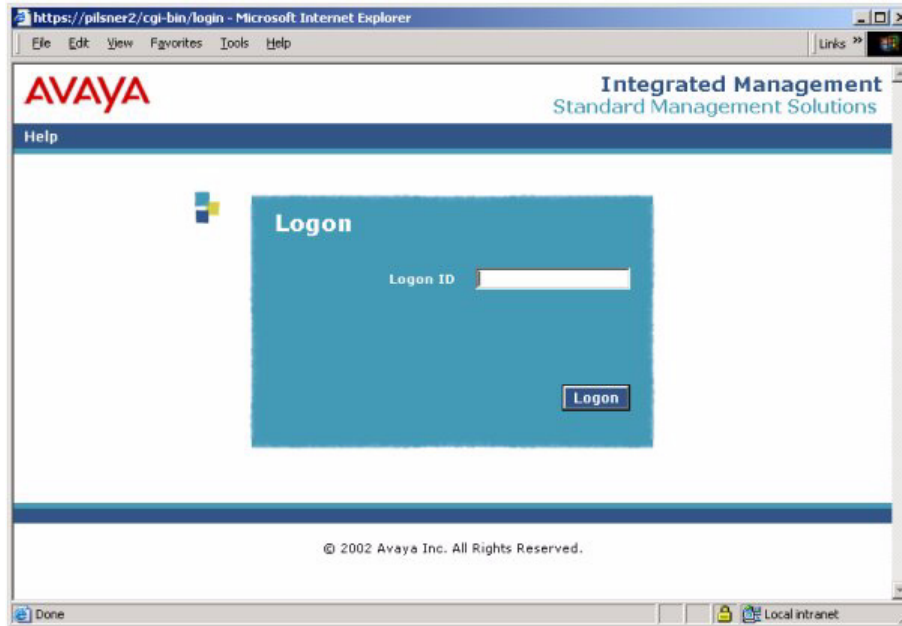 https://pilsner2/cgi-bin/login - Microsoft Internet Explorer
File Edit View Favorites Tools Help
Links »
AVAYA
Integrated Management
Standard Management Solutions
Help
Logon
Logon ID
Logon
© 2002 Avaya Inc. All Rights Reserved.
Done
Local intranet